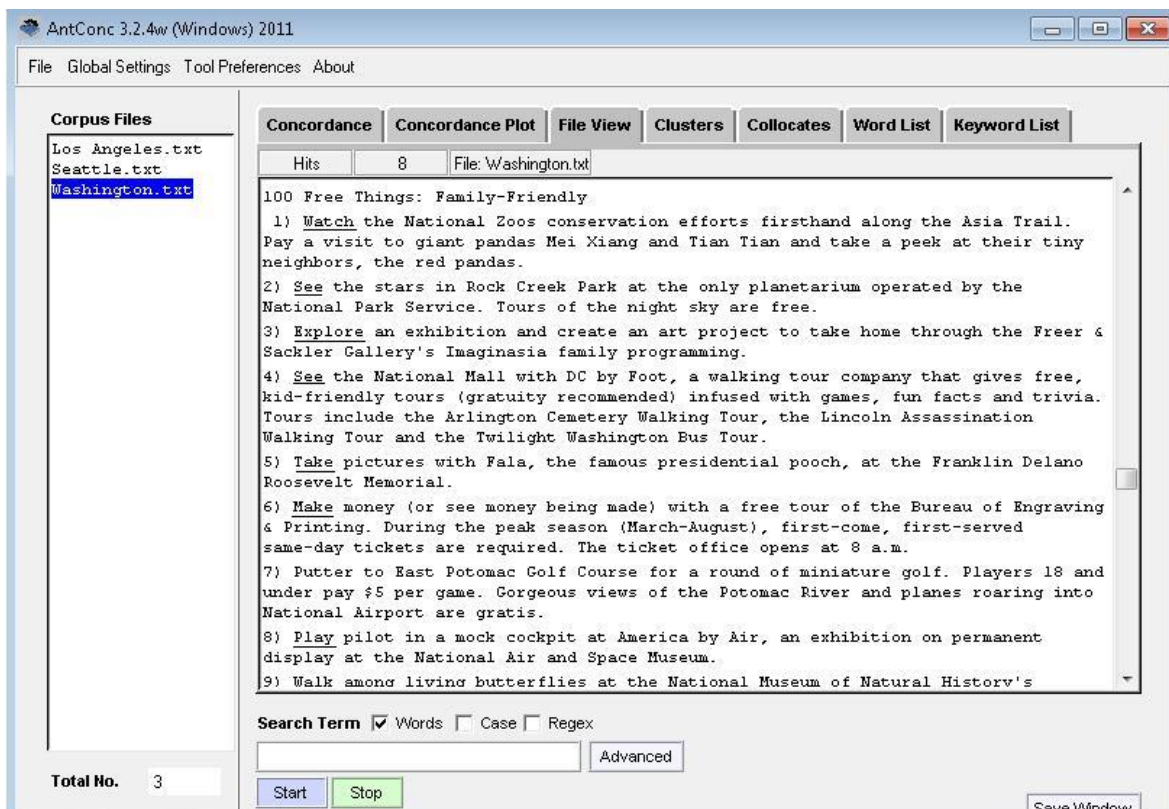 AntConc 3.2.4w (Windows) 2011
File Global Settings Tool Preferences About
Corpus Files
Los Angeles.txt
Seattle.txt
Washington.txt
Total No. 3
Concordance Concordance Plot File View Clusters Collocates Word List Keyword List
Hits 8 File: Washington.txt
100 Free Things: Family-Friendly
1) Watch the National Zoos conservation efforts firsthand along the Asia Trail.
Pay a visit to giant pandas Mei Xiang and Tian Tian and take a peek at their tiny
neighbors, the red pandas.
2) See the stars in Rock Creek Park at the only planetarium operated by the
National Park Service. Tours of the night sky are free.
3) Explore an exhibition and create an art project to take home through the Freer &
Sackler Gallery's Imaginasia family programming.
4) See the National Mall with DC by Foot, a walking tour company that gives free,
kid-friendly tours (gratuity recommended) infused with games, fun facts and trivia.
Tours include the Arlington Cemetery Walking Tour, the Lincoln Assassination
Walking Tour and the Twilight Washington Bus Tour.
5) Take pictures with Fala, the famous presidential pooch, at the Franklin Delano
Roosevelt Memorial.
6) Make money (or see money being made) with a free tour of the Bureau of Engraving
& Printing. During the peak season (March-August), first-come, first-served
same-day tickets are required. The ticket office opens at 8 a.m.
7) Putter to East Potomac Golf Course for a round of miniature golf. Players 18 and
under pay $5 per game. Gorgeous views of the Potomac River and planes roaring into
National Airport are gratis.
8) Play pilot in a mock cockpit at America by Air, an exhibition on permanent
display at the National Air and Space Museum.
9) Walk among living butterflies at the National Museum of Natural History's
Search Term Words Case Regex
Advanced
Start Stop
Save Window